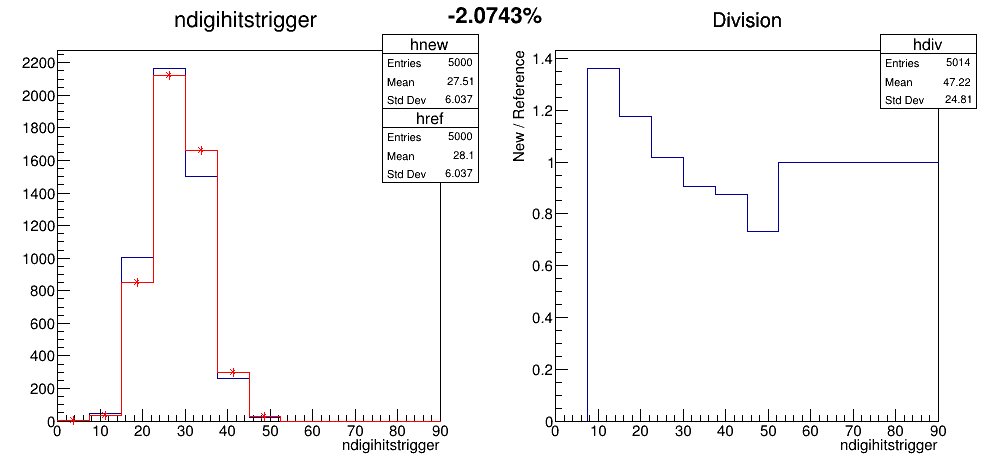 -2.0743%
ndigihitstrigger
hnew
Entries 5000
Mean 27.51
Std Dev 6.037
href
Entries 5000
Mean 28.1
Std Dev 6.037
2200
2000
1800
1600
1400
1200
1000
800
600
400
200
0
0 10 20 30 40 50 60 70 80 90
ndigihitstrigger
Division
hdiv
Entries 5014
Mean 47.22
Std Dev 24.81
New / Reference
1.4
1.2
1
0.8
0.6
0.4
0.2
0
0 10 20 30 40 50 60 70 80 90
ndigihitstrigger